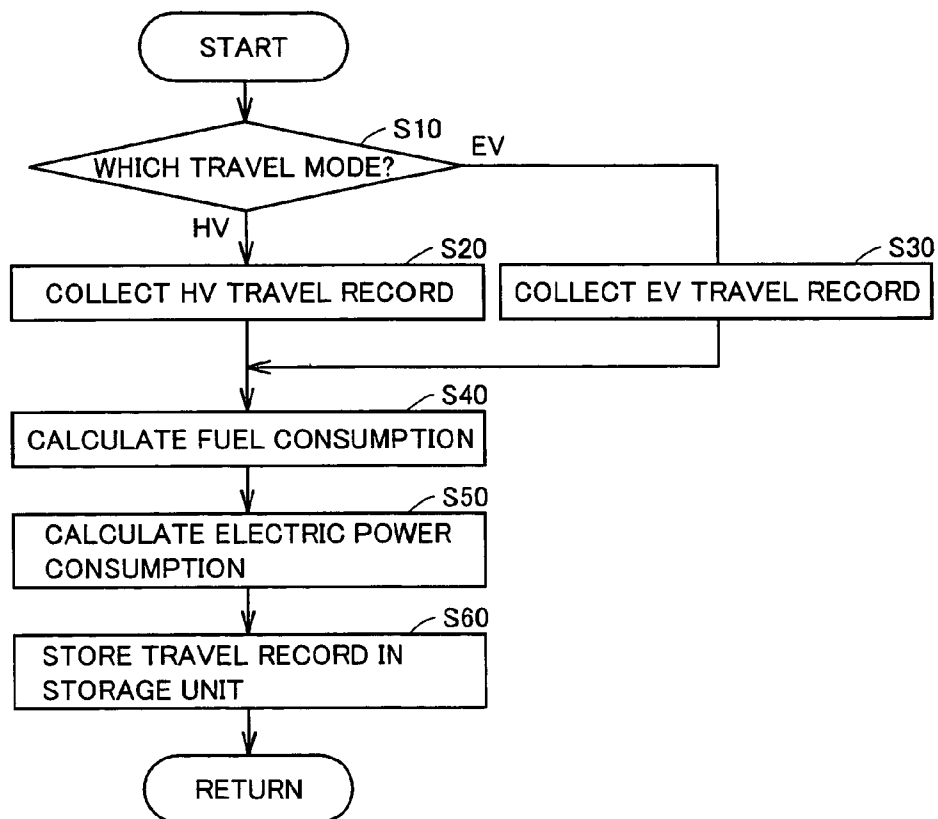 START
S10
WHICH TRAVEL MODE?
EV
HV
S20
COLLECT HV TRAVEL RECORD
S30
COLLECT EV TRAVEL RECORD
S40
CALCULATE FUEL CONSUMPTION
S50
CALCULATE ELECTRIC POWER
CONSUMPTION
S60
STORE TRAVEL RECORD IN
STORAGE UNIT
RETURN